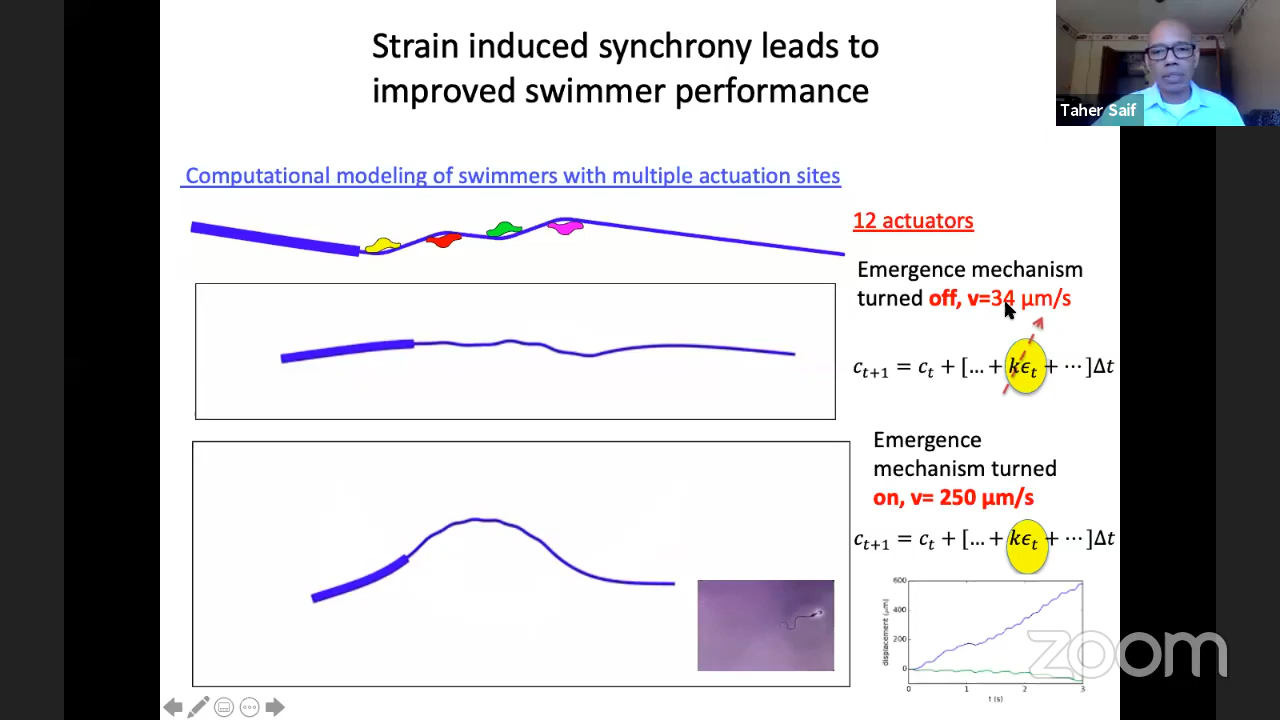 Strain induced synchrony leads to
improved swimmer performance
Taher Saif
Computational modeling of swimmers with multiple actuation sites
12 actuators
Emergence mechanism
turned off, v=34 μm/s
cₜ₊₁ = cₜ + [… + kϵₜ + ⋯]Δt
Emergence
mechanism turned
on, v= 250 μm/s
cₜ₊₁ = cₜ + [… + kϵₜ + ⋯]Δt
600
400
200
0
displacement (μm)
0 1 2 3
t (s)
zoom